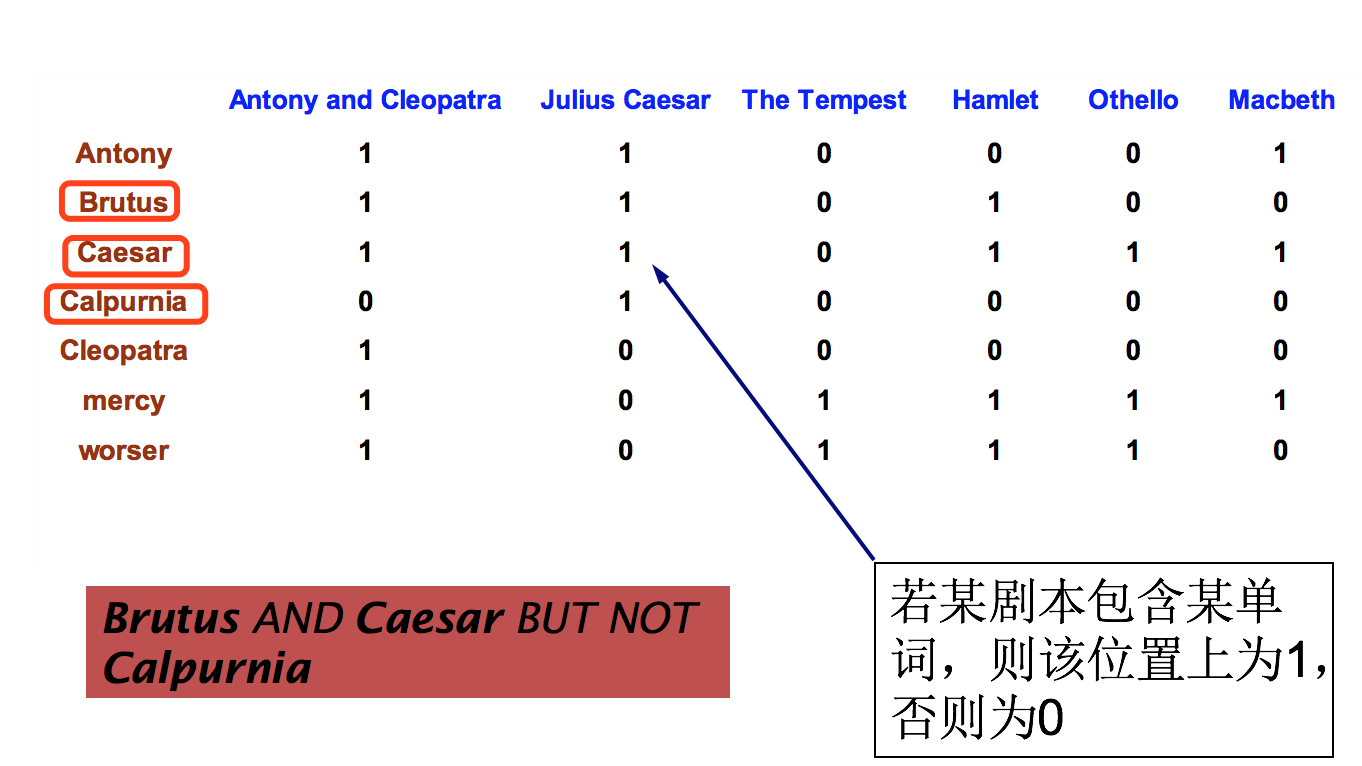 Antony and Cleopatra Julius Caesar The Tempest Hamlet Othello Macbeth
Antony 1 1 0 0 0 1
Brutus 1 1 0 1 0 0
Caesar 1 1 0 1 1 1
Calpurnia 0 1 0 0 0 0
Cleopatra 1 0 0 0 0 0
mercy 1 0 1 1 1 1
worser 1 0 1 1 1 0
Brutus AND Caesar BUT NOT
Calpurnia
若某剧本包含某单
词，则该位置上为1，
否则为0